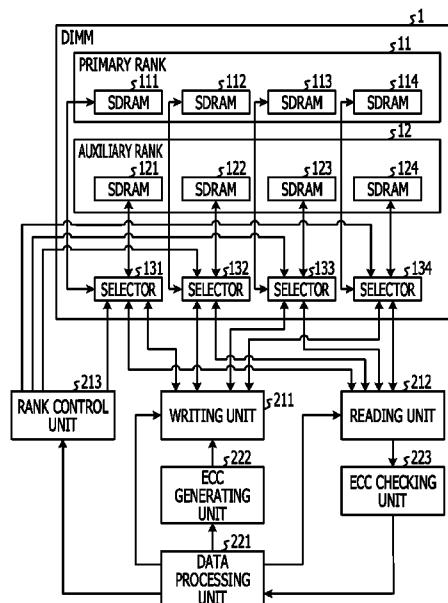 1
DIMM
11
PRIMARY RANK
111 112 113 114
SDRAM SDRAM SDRAM SDRAM
12
AUXILIARY RANK
121 122 123 124
SDRAM SDRAM SDRAM SDRAM
131 132 133 134
SELECTOR SELECTOR SELECTOR SELECTOR
213 211 212
RANK CONTROL
UNIT
WRITING UNIT
READING UNIT
222
ECC
GENERATING
UNIT
223
ECC CHECKING
UNIT
221
DATA
PROCESSING
UNIT